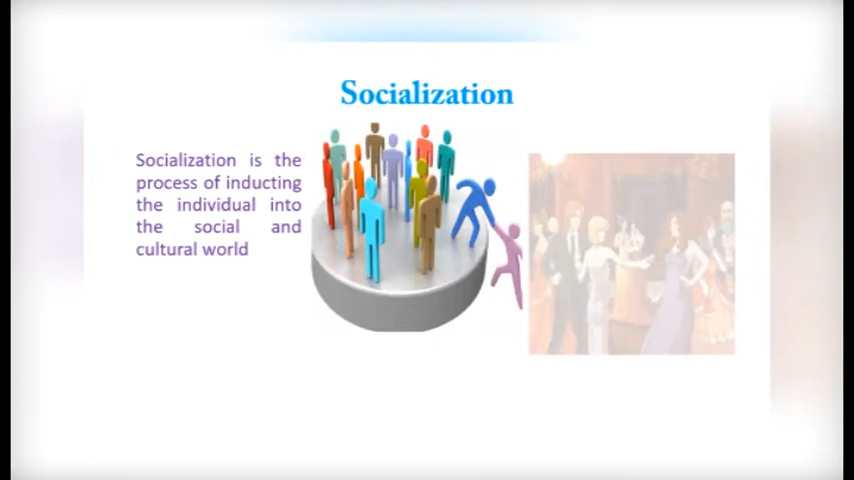 Socialization
Socialization is the
process of inducting
the individual into
the social and
cultural world